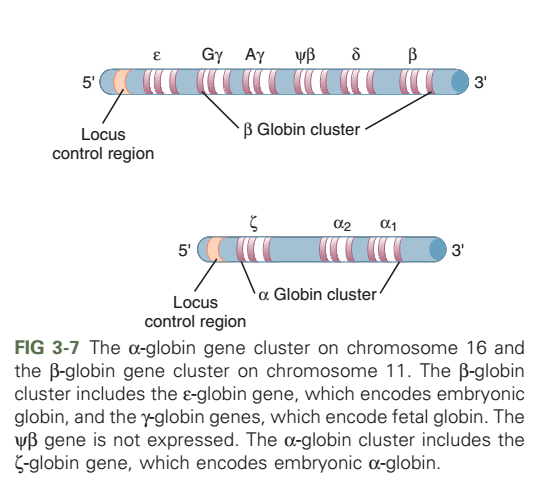 ε Gγ Aγ ψβ δ β
5' 3'
Locus
control region
β Globin cluster
ζ α2 α1
5' 3'
Locus
control region
α Globin cluster
FIG 3-7 The α-globin gene cluster on chromosome 16 and
the β-globin gene cluster on chromosome 11. The β-globin
cluster includes the ε-globin gene, which encodes embryonic
globin, and the γ-globin genes, which encode fetal globin. The
ψβ gene is not expressed. The α-globin cluster includes the
ζ-globin gene, which encodes embryonic α-globin.